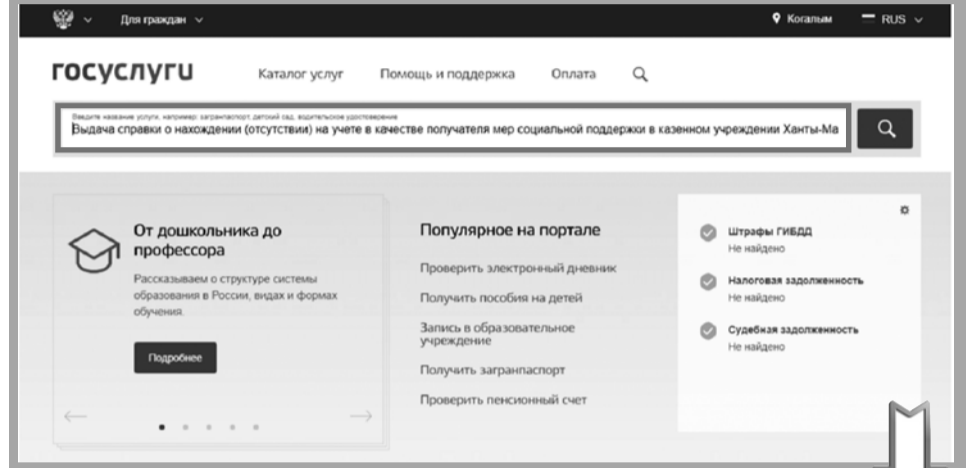 Для граждан
Когалым
RUS
госуслуги
Каталог услуг
Помощь и поддержка
Оплата
Введите название услуги, например: загранпаспорт, детский сад, водительское удостоверение
Выдача справки о нахождении (отсутствии) на учете в качестве получателя мер социальной поддержки в казенном учреждении Ханты-Ма
От дошкольника до
профессора
Рассказываем о структуре системы
образования в России, видах и формах
обучения.
Подробнее
Популярное на портале
Проверить электронный дневник
Получить пособия на детей
Запись в образовательное
учреждение
Получить загранпаспорт
Проверить пенсионный счет
Штрафы ГИБДД
Не найдено
Налоговая задолженность
Не найдено
Судебная задолженность
Не найдено